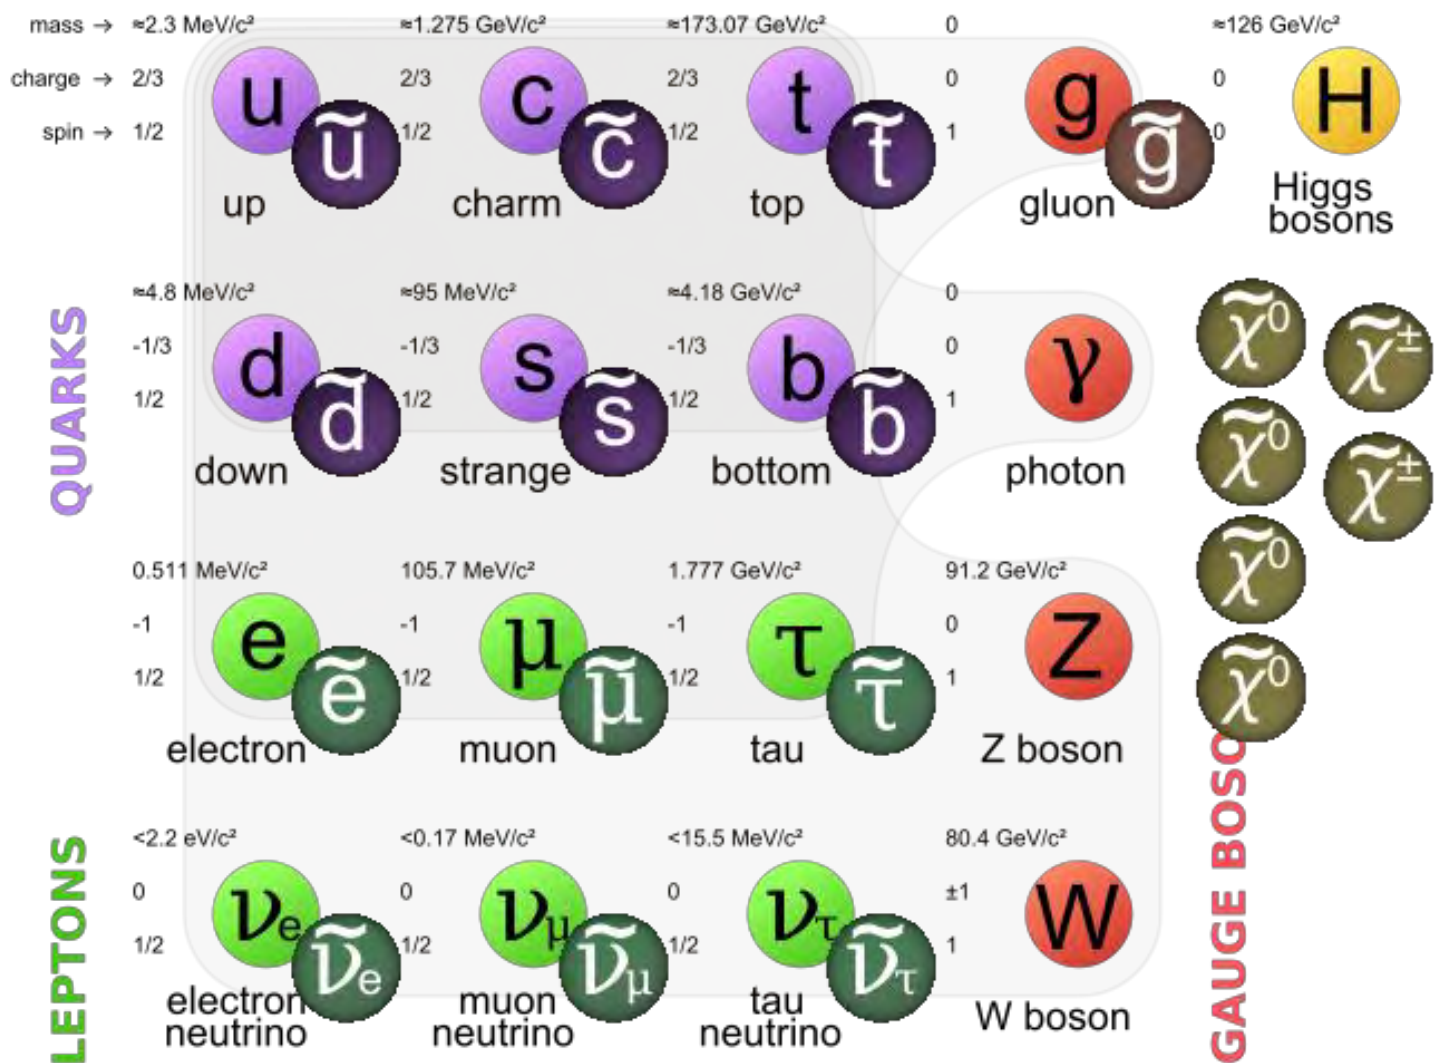 mass → ≈2.3 MeV/c² ≈1.275 GeV/c² ≈173.07 GeV/c² 0 ≈126 GeV/c²
charge → 2/3 2/3 2/3 0 0
spin → 1/2 1/2 1/2 1 0
u ũ c c̃ t t̃ g g̃ H
up charm top gluon Higgs
bosons
≈4.8 MeV/c² ≈95 MeV/c² ≈4.18 GeV/c² 0
-1/3 -1/3 -1/3 0
1/2 1/2 1/2 1
d d̃ s s̃ b b̃ γ
down strange bottom photon
χ̃⁰ χ̃±
χ̃⁰ χ̃±
χ̃⁰
χ̃⁰
QUARKS
0.511 MeV/c² 105.7 MeV/c² 1.777 GeV/c² 91.2 GeV/c²
-1 -1 -1 0
1/2 1/2 1/2 1
e ẽ μ μ̃ τ τ̃ Z
electron muon tau Z boson
<2.2 eV/c² <0.17 MeV/c² <15.5 MeV/c² 80.4 GeV/c²
0 0 0 ±1
1/2 1/2 1/2 1
νe ν̃e νμ ν̃μ ντ ν̃τ W
electron muon tau W boson
neutrino neutrino neutrino
LEPTONS
GAUGE BOSO